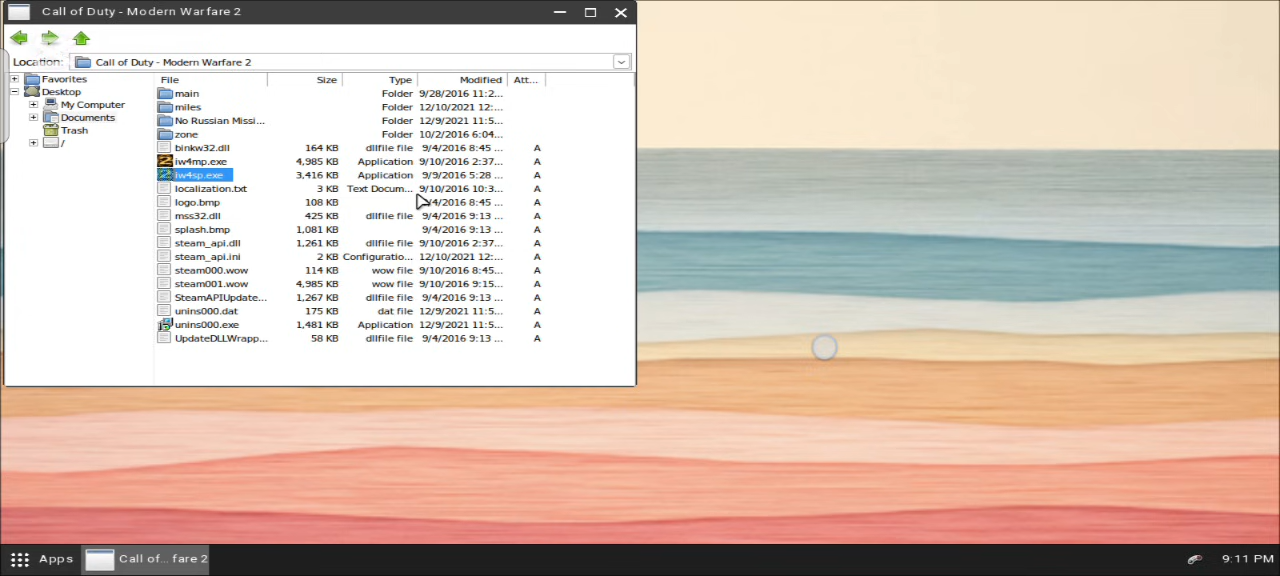 Call of Duty - Modern Warfare 2
Location: Call of Duty - Modern Warfare 2
Favorites
Desktop
My Computer
Documents
Trash
/
File Size Type Modified Att...
main Folder 9/28/2016 11:2...
miles Folder 12/10/2021 12:...
No Russian Missi... Folder 12/9/2021 11:5...
zone Folder 10/2/2016 6:04...
binkw32.dll 164 KB dllfile file 9/4/2016 8:45 ... A
iw4mp.exe 4,985 KB Application 9/10/2016 2:37... A
iw4sp.exe 3,416 KB Application 9/9/2016 5:28 ... A
localization.txt 3 KB Text Docum... 9/10/2016 10:3... A
logo.bmp 108 KB /4/2016 8:45 ... A
mss32.dll 425 KB dllfile file 9/4/2016 9:13 ... A
splash.bmp 1,081 KB 9/4/2016 9:13 ... A
steam_api.dll 1,261 KB dllfile file 9/10/2016 2:37... A
steam_api.ini 2 KB Configuratio... 12/10/2021 12:... A
steam000.wow 114 KB wow file 9/10/2016 8:45... A
steam001.wow 4,985 KB wow file 9/10/2016 9:15... A
SteamAPIUpdate... 1,267 KB dllfile file 9/4/2016 9:13 ... A
unins000.dat 175 KB dat file 12/9/2021 11:5... A
unins000.exe 1,481 KB Application 12/9/2021 11:5... A
UpdateDLLWrapp... 58 KB dllfile file 9/4/2016 9:13 ... A
Apps Call of... fare 2 9:11 PM